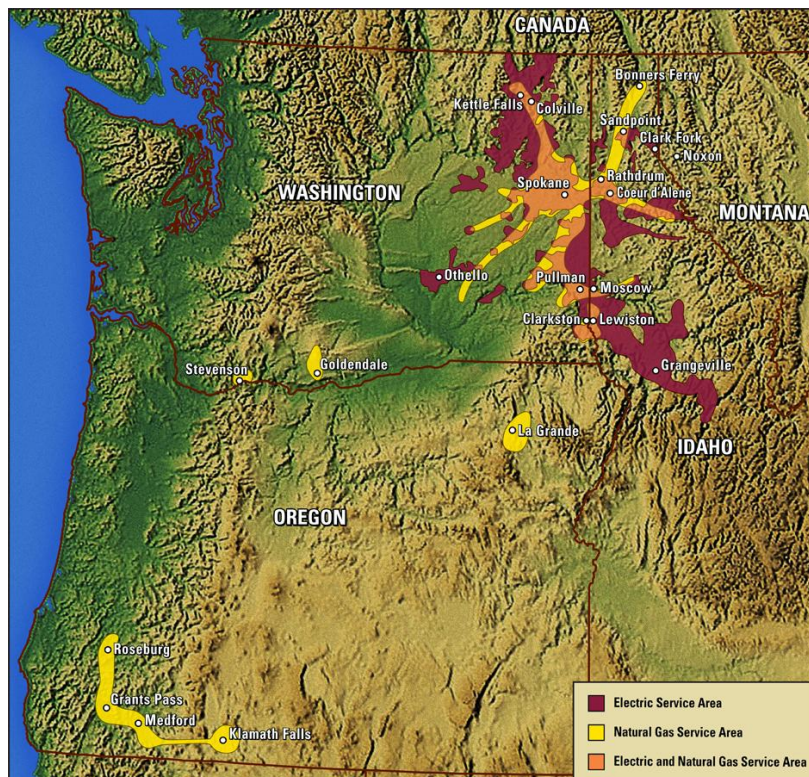 CANADA
Bonners Ferry
Kettle Falls
Colville
Sandpoint
Clark Fork
Noxon
Rathdrum
WASHINGTON
Spokane
Coeur d'Alene
MONTANA
Othello
Pullman
Moscow
Clarkston
Lewiston
Stevenson
Goldendale
Grangeville
La Grande
IDAHO
OREGON
Roseburg
Grants Pass
Medford
Klamath Falls
Electric Service Area
Natural Gas Service Area
Electric and Natural Gas Service Area